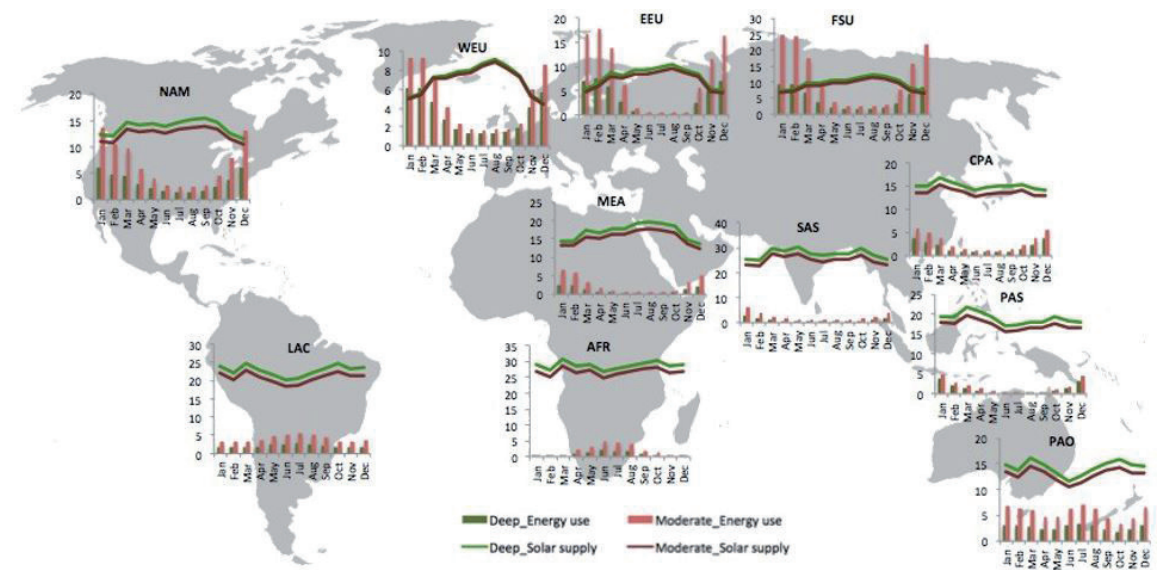 EEU
20
15
10
5
0
Jan Feb Mar Apr May Jun Jul Aug Sep Oct Nov Dec
FSU
30
25
20
15
10
5
0
Jan Feb Mar Apr May Jun Jul Aug Sep Oct Nov Dec
WEU
10
8
6
4
2
0
Jan Feb Mar Apr May Jun Jul Aug Sep Oct Nov Dec
NAM
20
15
10
5
0
Jan Feb Mar Apr May Jun Jul Aug Sep Oct Nov Dec
CPA
20
15
10
5
0
Jan Feb Mar Apr May Jun Jul Aug Sep Oct Nov Dec
MEA
25
20
15
10
5
0
Jan Feb Mar Apr May Jun Jul Aug Sep Oct Nov Dec
SAS
40
30
20
10
0
Jan Feb Mar Apr May Jun Jul Aug Sep Oct Nov Dec
PAS
25
20
15
10
5
0
Jan Feb Mar Apr May Jun Jul Aug Sep Oct Nov Dec
LAC
30
25
20
15
10
5
0
Jan Feb Mar Apr May Jun Jul Aug Sep Oct Nov Dec
AFR
35
30
25
20
15
10
5
0
Jan Feb Mar Apr May Jun Jul Aug Sep Oct Nov Dec
PAO
20
15
10
5
0
Jan Feb Mar Apr May Jun Jul Aug Sep Oct Nov Dec
Deep_Energy use
Moderate_Energy use
Deep_Solar supply
Moderate_Solar supply